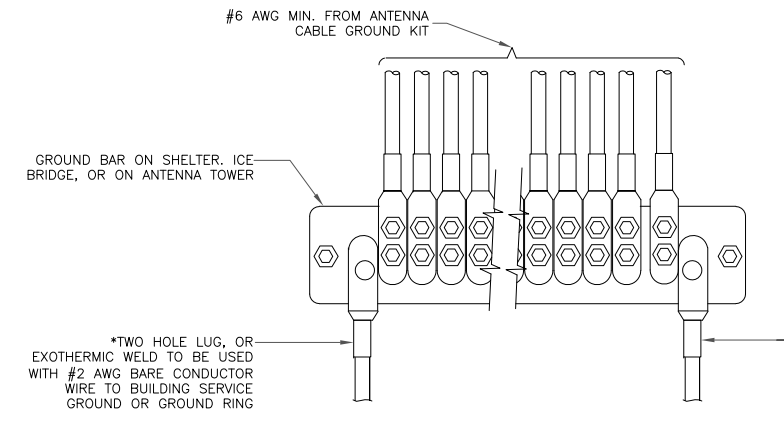 #6 AWG MIN. FROM ANTENNA
CABLE GROUND KIT
GROUND BAR ON SHELTER. ICE
BRIDGE, OR ON ANTENNA TOWER
*TWO HOLE LUG, OR
EXOTHERMIC WELD TO BE USED
WITH #2 AWG BARE CONDUCTOR
WIRE TO BUILDING SERVICE
GROUND OR GROUND RING